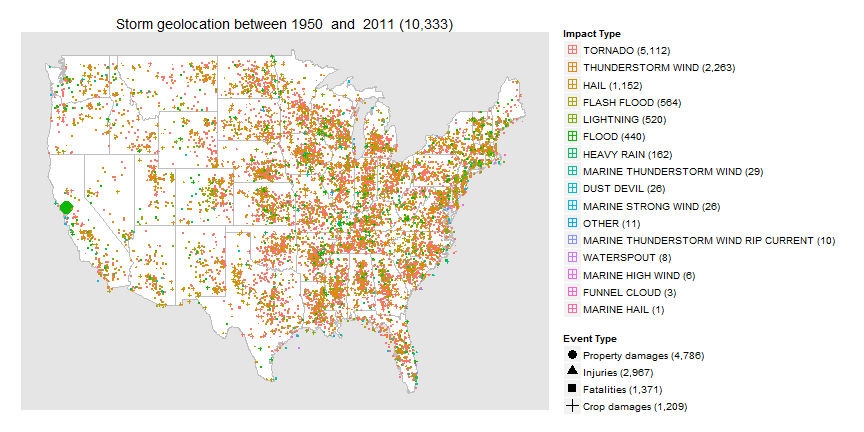 Storm geolocation between 1950 and 2011 (10,333)
Impact Type
TORNADO (5,112)
THUNDERSTORM WIND (2,263)
HAIL (1,152)
FLASH FLOOD (564)
LIGHTNING (520)
FLOOD (440)
HEAVY RAIN (162)
MARINE THUNDERSTORM WIND (29)
DUST DEVIL (26)
MARINE STRONG WIND (26)
OTHER (11)
MARINE THUNDERSTORM WIND RIP CURRENT (10)
WATERSPOUT (8)
MARINE HIGH WIND (6)
FUNNEL CLOUD (3)
MARINE HAIL (1)
Event Type
Property damages (4,786)
Injuries (2,967)
Fatalities (1,371)
Crop damages (1,209)